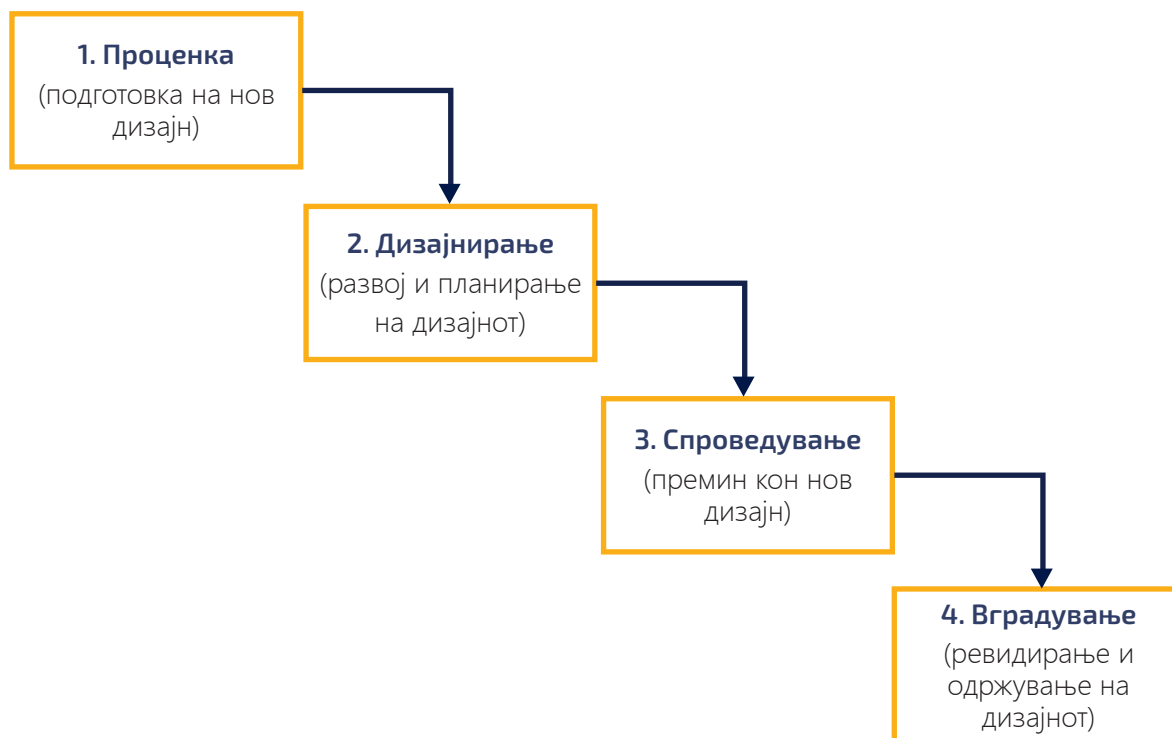 1. Проценка
(подготовка на нов
дизајн)
2. Дизајнирање
(развој и планирање
на дизајнот)
3. Спроведување
(премин кон нов
дизајн)
4. Вградување
(ревидирање и
одржување на
дизајнот)